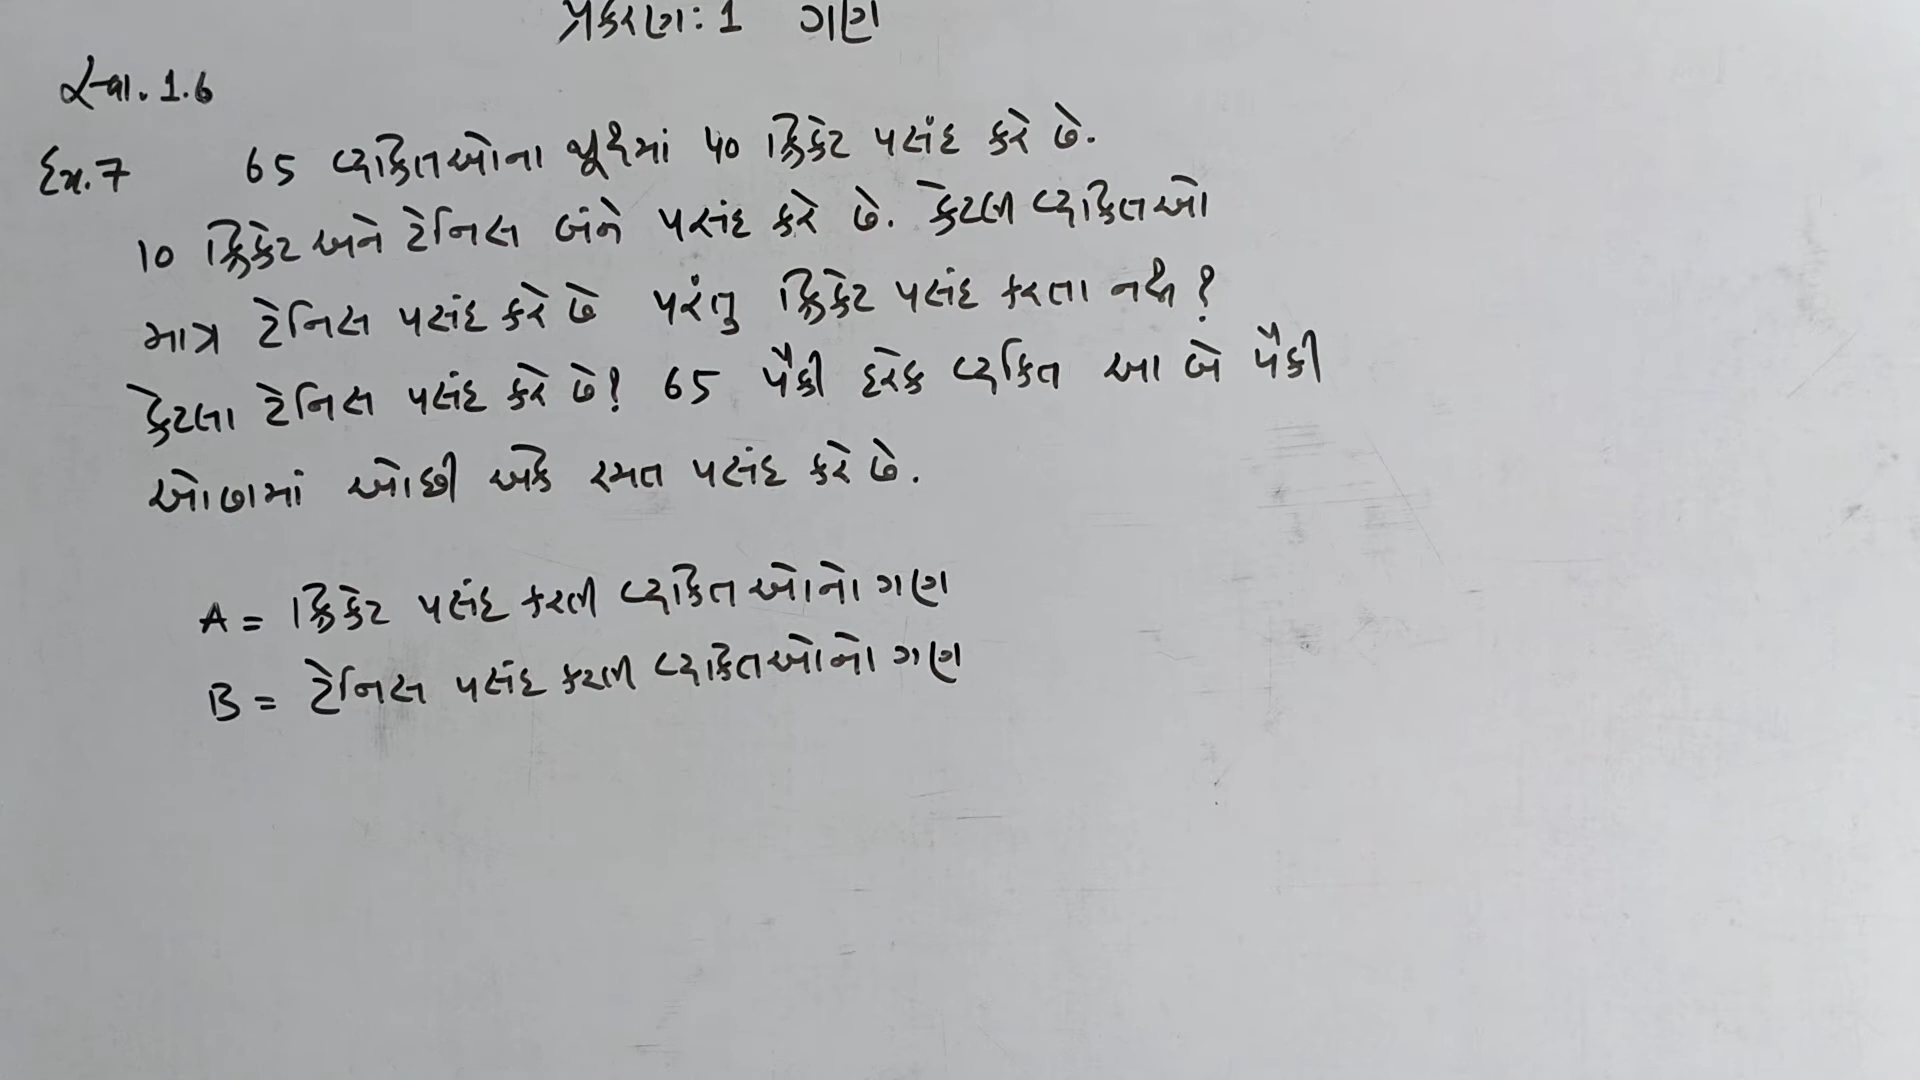 પ્રકરણ: 1 ગણ
સ્વા. 1.6
Ex.7 65 વ્યક્તિઓના જૂથમાં 40 ક્રિકેટ પસંદ કરે છે.
10 ક્રિકેટ અને ટેનિસ બંને પસંદ કરે છે. કેટલી વ્યક્તિઓ
માત્ર ટેનિસ પસંદ કરે છે પરંતુ ક્રિકેટ પસંદ કરતા નથી?
કેટલા ટેનિસ પસંદ કરે છે? 65 પૈકી દરેક વ્યક્તિ આ બે પૈકી
ઓછામાં ઓછી એક રમત પસંદ કરે છે.
A = ક્રિકેટ પસંદ કરતી વ્યક્તિઓનો ગણ
B = ટેનિસ પસંદ કરતી વ્યક્તિઓનો ગણ